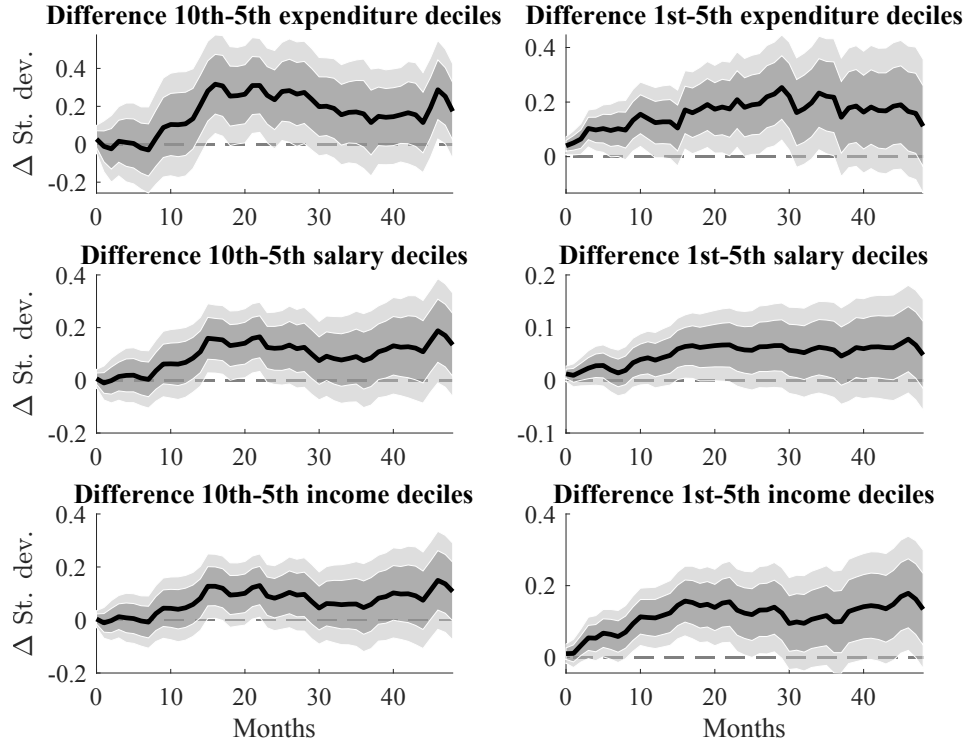 Difference 10th-5th expenditure deciles
Δ St. dev.
0.4
0.2
0
-0.2
0 10 20 30 40
Difference 1st-5th expenditure deciles
0.4
0.2
0
0 10 20 30 40
Difference 10th-5th salary deciles
Δ St. dev.
0.4
0.2
0
-0.2
0 10 20 30 40
Difference 1st-5th salary deciles
0.2
0.1
0
-0.1
0 10 20 30 40
Difference 10th-5th income deciles
Δ St. dev.
0.4
0.2
0
-0.2
0 10 20 30 40
Months
Difference 1st-5th income deciles
0.4
0.2
0
0 10 20 30 40
Months